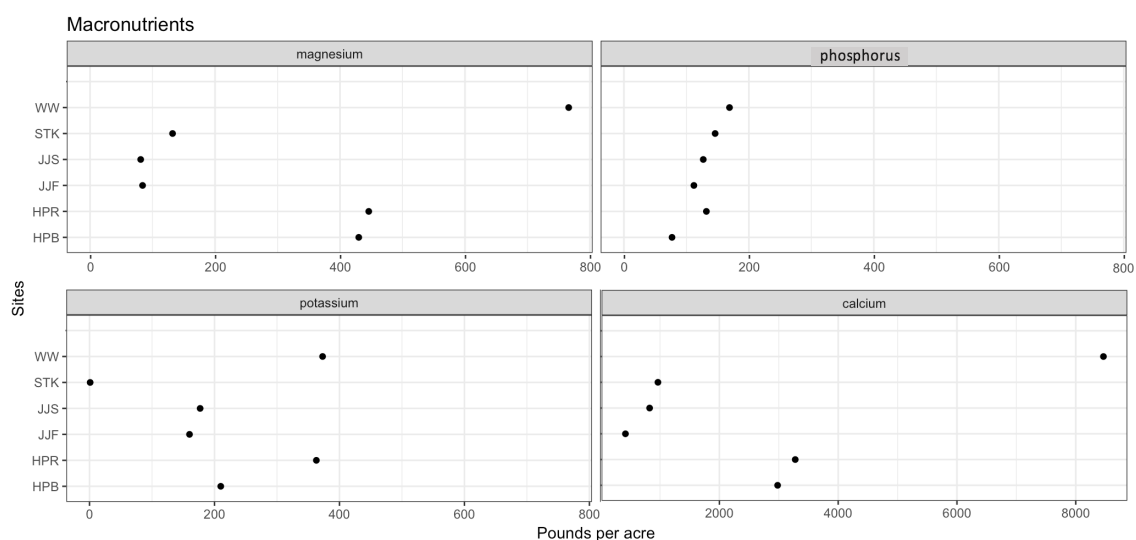 Macronutrients
magnesium
phosphorus
WW
STK
JJS
JJF
HPR
HPB
0 200 400 600 800
0 200 400 600 800
Sites
potassium
calcium
WW
STK
JJS
JJF
HPR
HPB
0 200 400 600 800
2000 4000 6000 8000
Pounds per acre